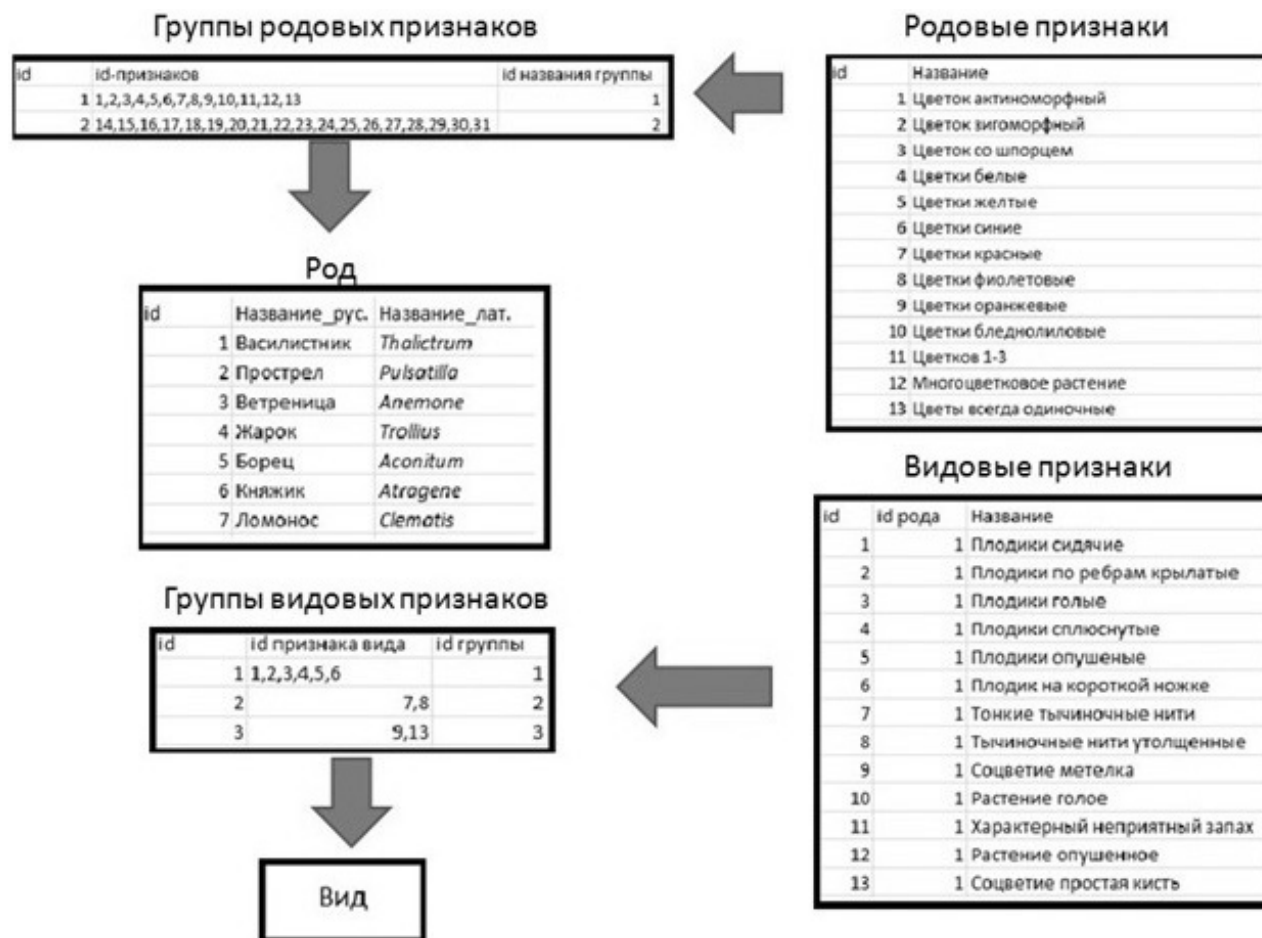 Группы родовых признаков
id id-признаков id названия группы
1 1,2,3,4,5,6,7,8,9,10,11,12,13 1
2 14,15,16,17,18,19,20,21,22,23,24,25,26,27,28,29,30,31 2
Родовые признаки
id Название
1 Цветок актиноморфный
2 Цветок зигоморфный
3 Цветок со шпорцем
4 Цветки белые
5 Цветки желтые
6 Цветки синие
7 Цветки красные
8 Цветки фиолетовые
9 Цветки оранжевые
10 Цветки бледнолиловые
11 Цветков 1-3
12 Многоцветковое растение
13 Цветы всегда одиночные
Род
id Название_рус. Название_лат.
1 Василистник Thalictrum
2 Прострел Pulsatilla
3 Ветреница Anemone
4 Жарок Trollius
5 Борец Aconitum
6 Княжик Atragene
7 Ломонос Clematis
Видовые признаки
id id рода Название
1 1 Плодики сидячие
2 1 Плодики по ребрам крылатые
3 1 Плодики голые
4 1 Плодики сплюснутые
5 1 Плодики опушеные
6 1 Плодик на короткой ножке
7 1 Тонкие тычиночные нити
8 1 Тычиночные нити утолщенные
9 1 Соцветие метелка
10 1 Растение голое
11 1 Характерный неприятный запах
12 1 Растение опушенное
13 1 Соцветие простая кисть
Группы видовых признаков
id id признака вида id группы
1 1,2,3,4,5,6 1
2 7,8 2
3 9,13 3
Вид